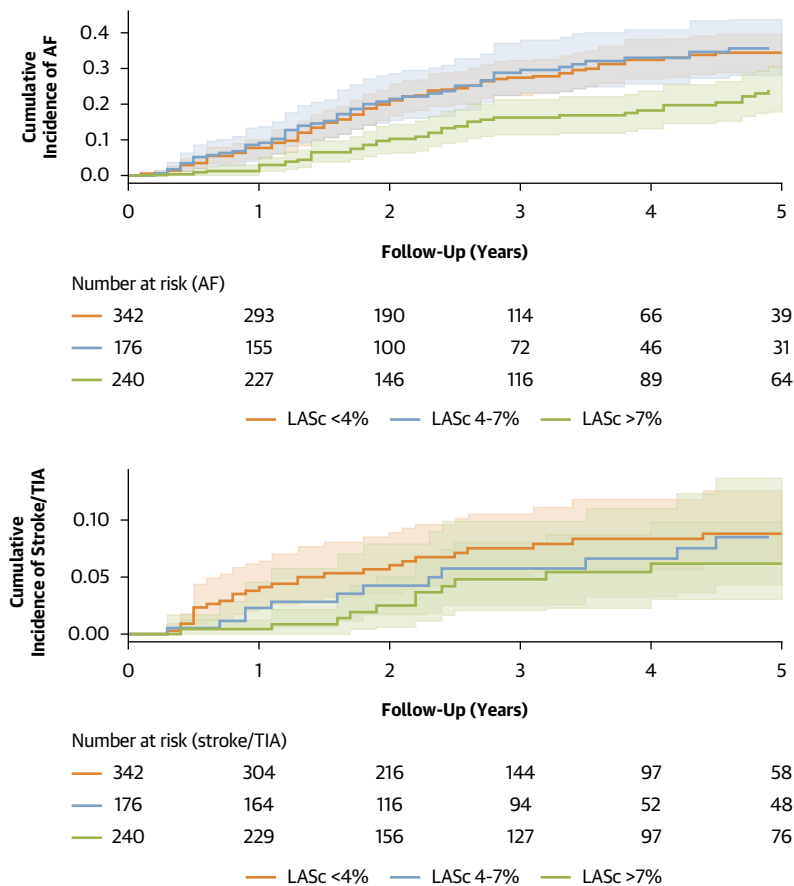 0.4
0.3
0.2
0.1
0.0
Cumulative
Incidence of AF
0 1 2 3 4 5
Follow-Up (Years)
Number at risk (AF)
342 293 190 114 66 39
176 155 100 72 46 31
240 227 146 116 89 64
LASc <4% LASc 4-7% LASc >7%
0.10
0.05
0.00
Cumulative
Incidence of Stroke/TIA
0 1 2 3 4 5
Follow-Up (Years)
Number at risk (stroke/TIA)
342 304 216 144 97 58
176 164 116 94 52 48
240 229 156 127 97 76
LASc <4% LASc 4-7% LASc >7%